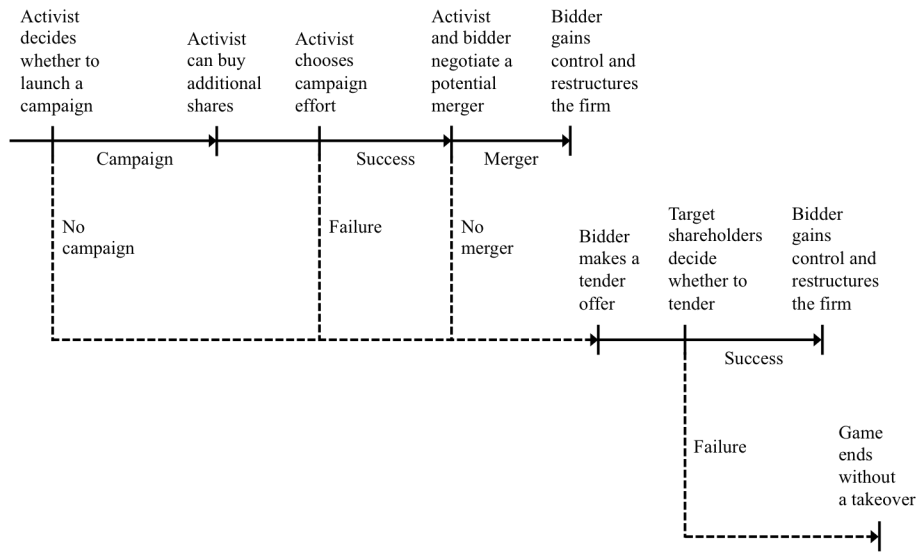 Activist
decides
whether to
launch a
campaign
Activist
can buy
additional
shares
Activist
chooses
campaign
effort
Activist
and bidder
negotiate a
potential
merger
Bidder
gains
control and
restructures
the firm
Campaign
Success
Merger
No
campaign
Failure
No
merger
Bidder
makes a
tender
offer
Target
shareholders
decide
whether to
tender
Bidder
gains
control and
restructures
the firm
Success
Failure
Game
ends
without
a takeover